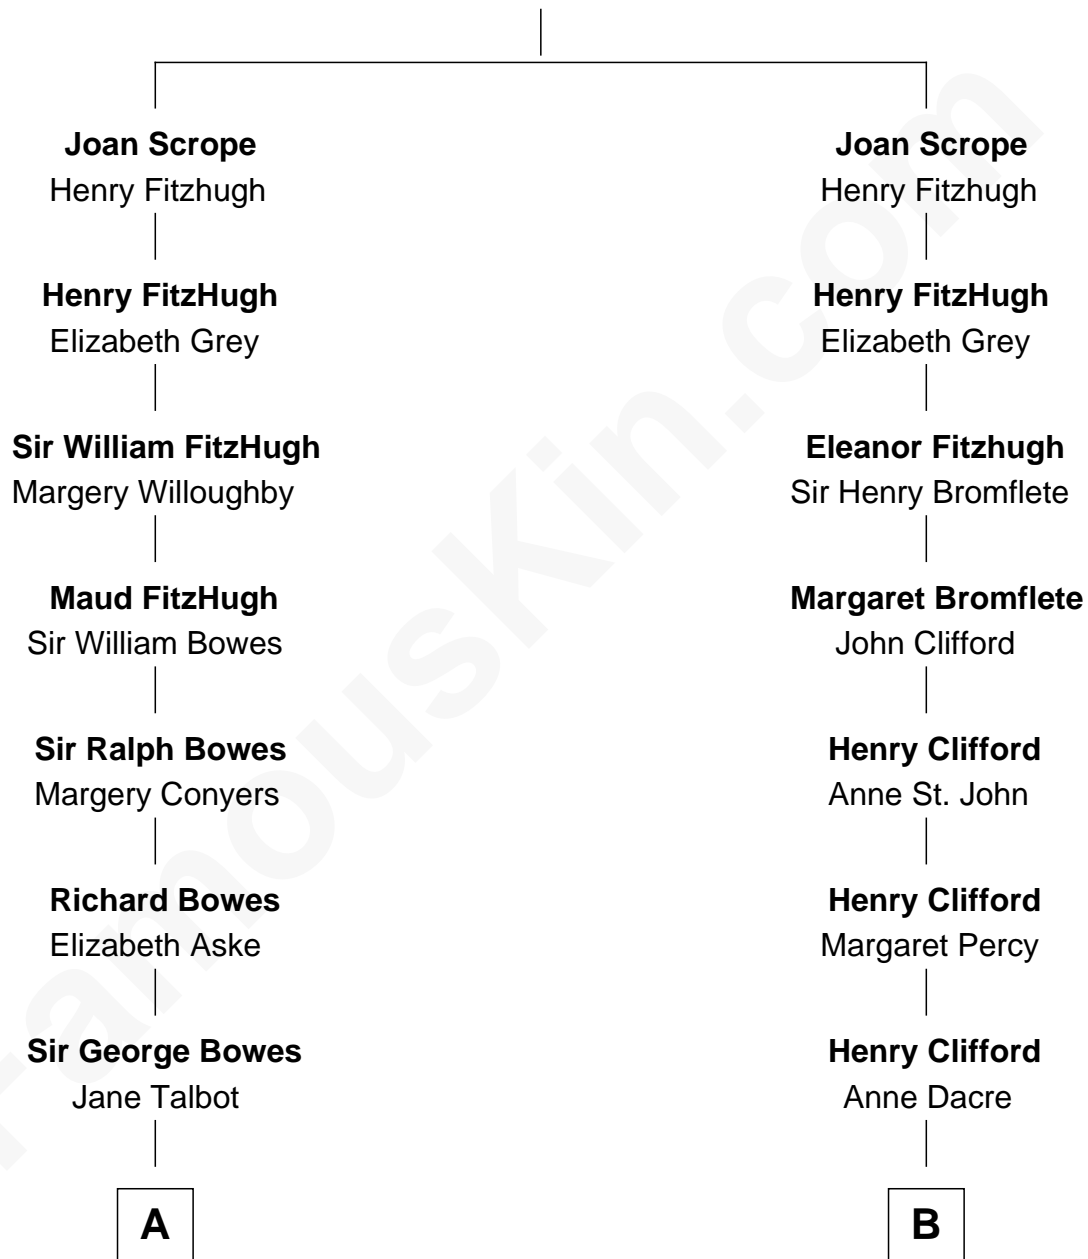 Joan Scrope
Henry Fitzhugh
Henry FitzHugh
Elizabeth Grey
Sir William FitzHugh
Margery Willoughby
Maud FitzHugh
Sir William Bowes
Sir Ralph Bowes
Margery Conyers
Richard Bowes
Elizabeth Aske
Sir George Bowes
Jane Talbot
A
Joan Scrope
Henry Fitzhugh
Henry FitzHugh
Elizabeth Grey
Eleanor Fitzhugh
Sir Henry Bromflete
Margaret Bromflete
John Clifford
Henry Clifford
Anne St. John
Henry Clifford
Margaret Percy
Henry Clifford
Anne Dacre
B
FamousKin.com